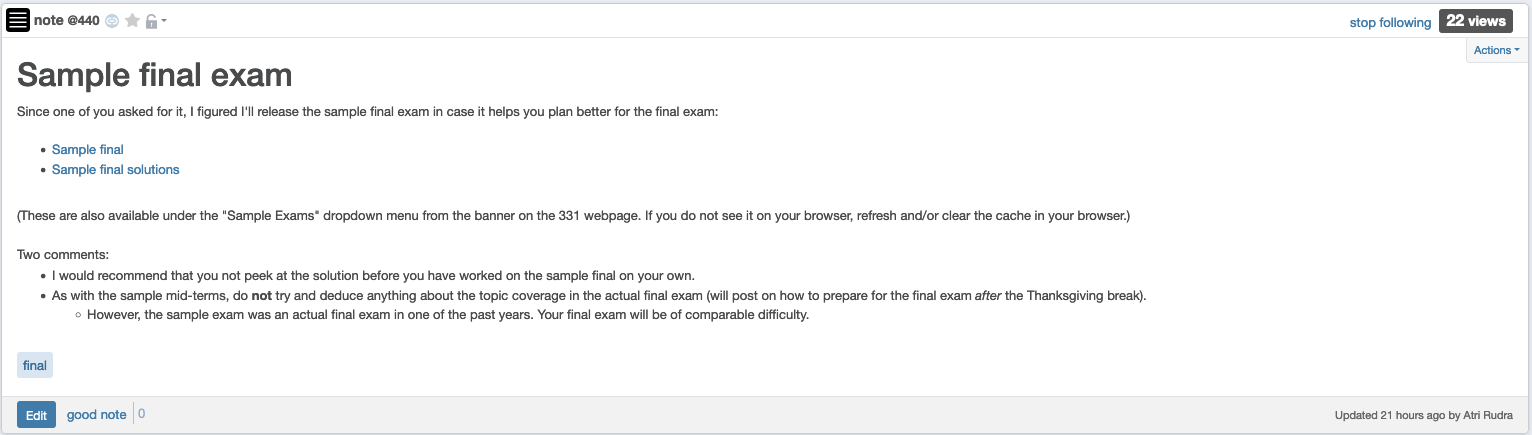 note @440
stop following 22 views
Actions
Sample final exam
Since one of you asked for it, I figured I'll release the sample final exam in case it helps you plan better for the final exam:
Sample final
Sample final solutions
(These are also available under the "Sample Exams" dropdown menu from the banner on the 331 webpage. If you do not see it on your browser, refresh and/or clear the cache in your browser.)
Two comments:
I would recommend that you not peek at the solution before you have worked on the sample final on your own.
As with the sample mid-terms, do not try and deduce anything about the topic coverage in the actual final exam (will post on how to prepare for the final exam after the Thanksgiving break).
However, the sample exam was an actual final exam in one of the past years. Your final exam will be of comparable difficulty.
final
Edit good note 0
Updated 21 hours ago by Atri Rudra